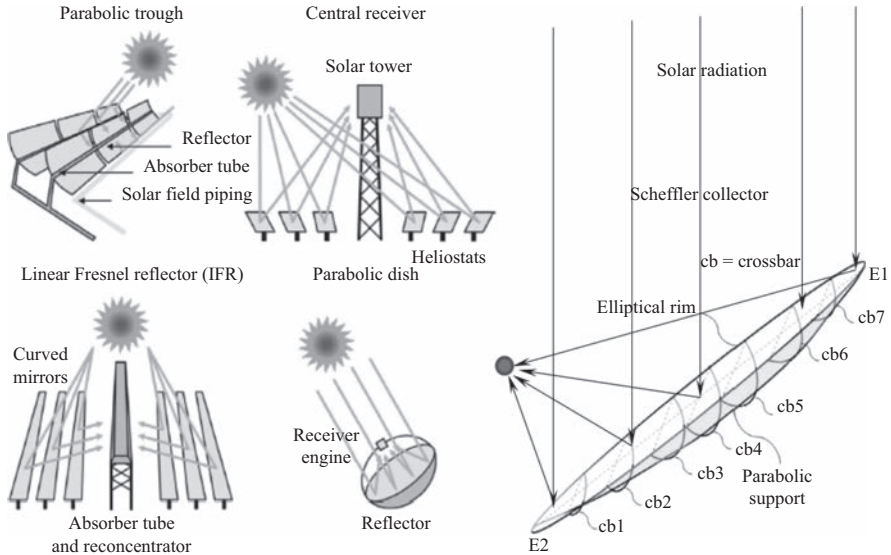 Parabolic trough
Reflector
Absorber tube
Solar field piping
Central receiver
Solar tower
Heliostats
Linear Fresnel reflector (IFR)
Curved
mirrors
Absorber tube
and reconcentrator
Parabolic dish
Receiver
engine
Reflector
Solar radiation
Scheffler collector
cb = crossbar
E1
Elliptical rim
cb7
cb6
cb5
cb4
cb3
Parabolic
support
cb2
cb1
E2